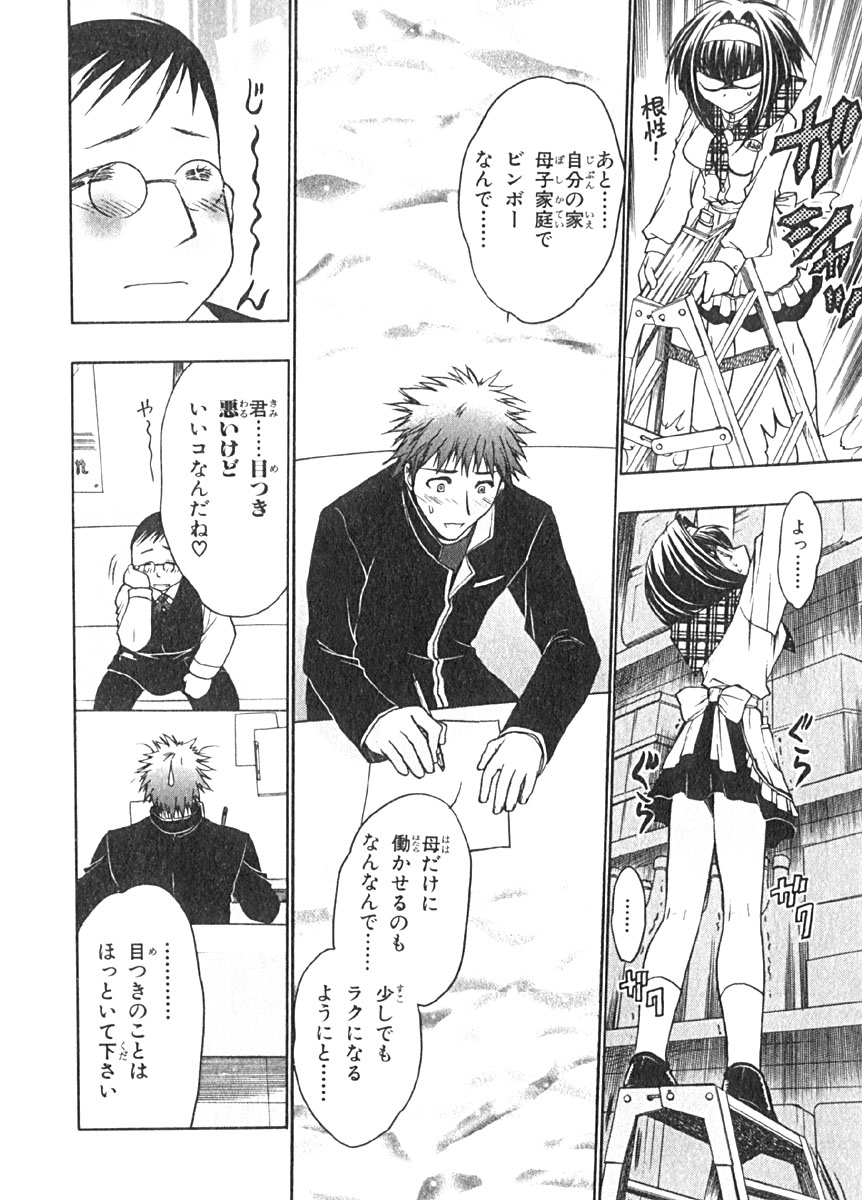 根性!
ガシャッ
よっ……
ぐらぐら
……
ザク
ザク
あと……
自分の家
母子家庭で
ビンボー
なんで……
母だけに
働かせるのも
なんなんで……
少しでも
ラクになる
ようにと……
じ〜〜〜〜ん
君……目つき
悪いけど
いいコなんだね♡
や〜
………
目つきのことは
ほっといて下さい